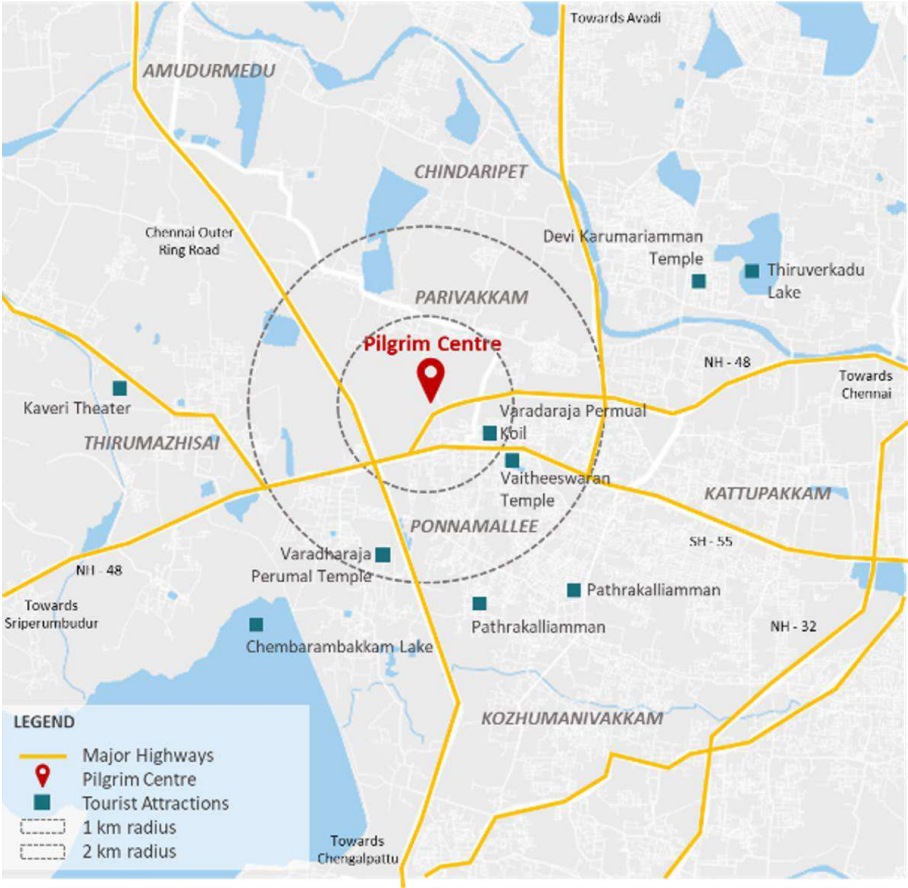 Towards Avadi
AMUDURMEDU
CHINDARIPET
Chennai Outer
Ring Road
Devi Karumariamman
Temple
Thiruverkadu
Lake
PARIVAKKAM
Pilgrim Centre
NH - 48
Towards
Chennai
Kaveri Theater
Varadaraja Permual
Koil
THIRUMAZHISAI
Vaitheeswaran
Temple
KATTUPAKKAM
PONNAMALLEE
SH - 55
Varadharaja
Perumal Temple
NH - 48
Pathrakalliamman
Towards
Sriperumbudur
Pathrakalliamman
NH - 32
Chembarambakkam Lake
KOZHUMANIVAKKAM
LEGEND
Major Highways
Pilgrim Centre
Tourist Attractions
1 km radius
2 km radius
Towards
Chengalpattu